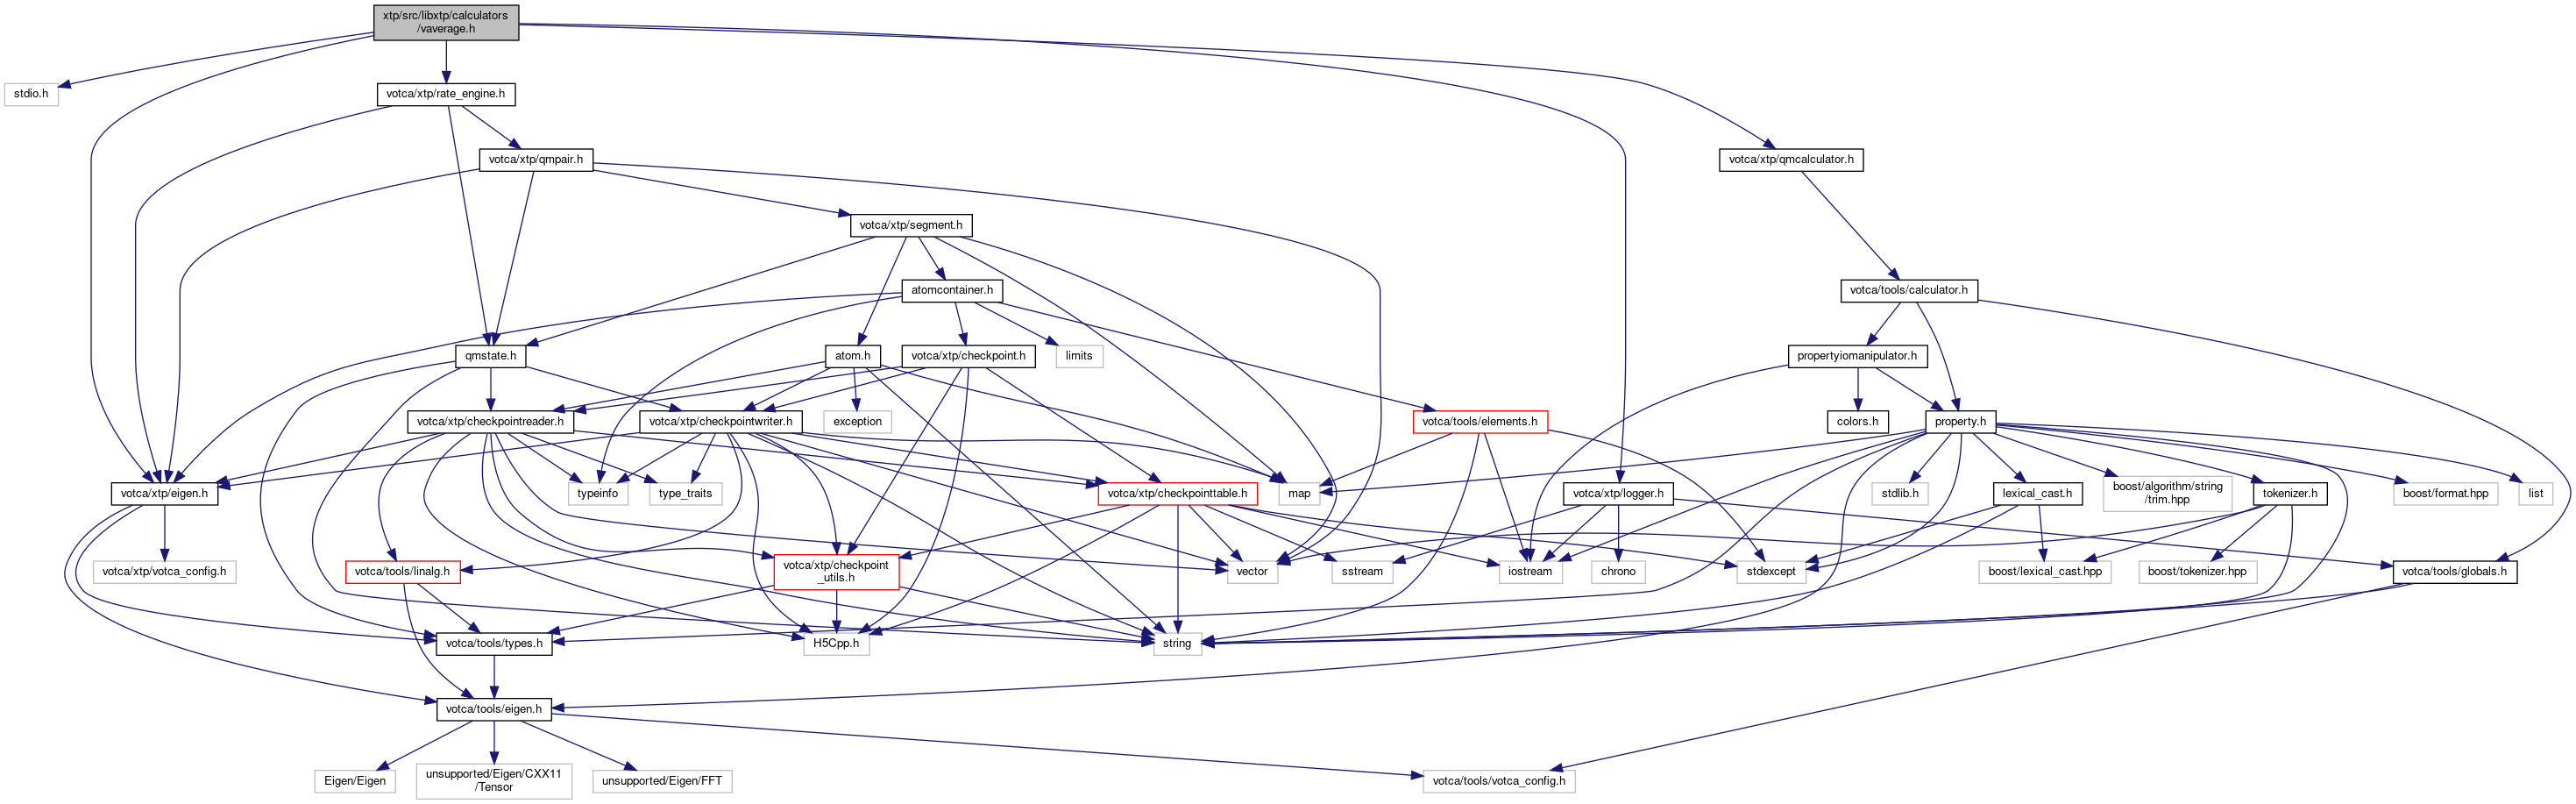 xtp/src/libxtp/calculators
/vaverage.h
stdio.h
votca/xtp/rate_engine.h
votca/xtp/qmpair.h
votca/xtp/qmcalculator.h
votca/xtp/segment.h
atomcontainer.h
votca/tools/calculator.h
qmstate.h
atom.h
votca/xtp/checkpoint.h
limits
propertyiomanipulator.h
votca/xtp/checkpointreader.h
votca/xtp/checkpointwriter.h
exception
votca/tools/elements.h
colors.h
property.h
votca/xtp/eigen.h
typeinfo
type_traits
votca/xtp/checkpointtable.h
map
votca/xtp/logger.h
stdlib.h
lexical_cast.h
boost/algorithm/string
/trim.hpp
tokenizer.h
boost/format.hpp
list
votca/xtp/votca_config.h
votca/tools/linalg.h
votca/xtp/checkpoint
_utils.h
vector
sstream
iostream
chrono
stdexcept
boost/lexical_cast.hpp
boost/tokenizer.hpp
votca/tools/globals.h
votca/tools/types.h
H5Cpp.h
string
votca/tools/eigen.h
Eigen/Eigen
unsupported/Eigen/CXX11
/Tensor
unsupported/Eigen/FFT
votca/tools/votca_config.h